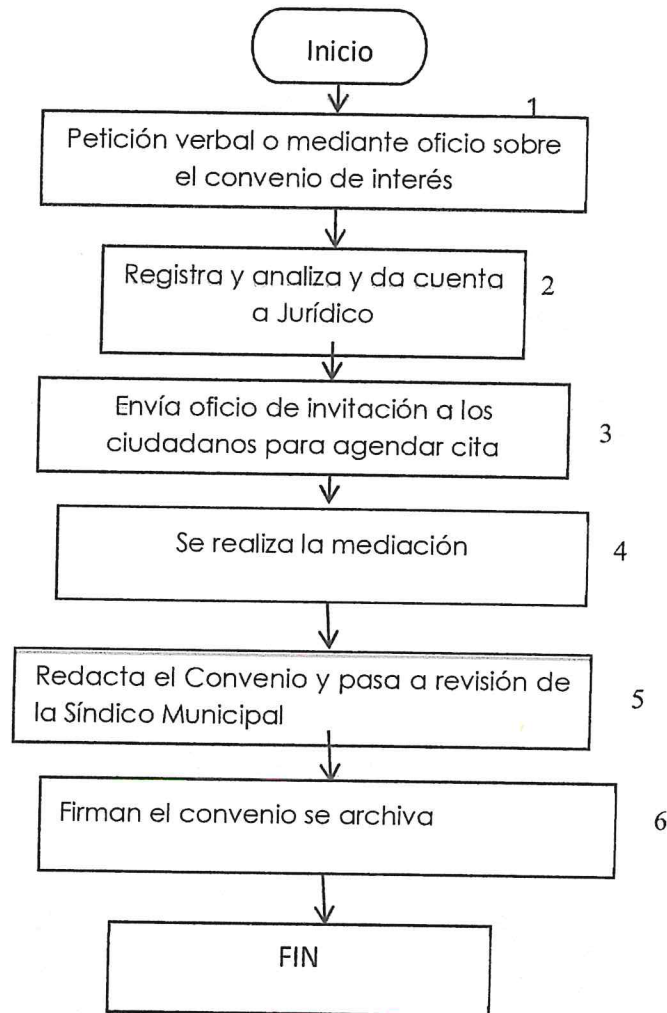 Inicio
1
Petición verbal o mediante oficio sobre
el convenio de interés
Registra y analiza y da cuenta
a Jurídico
2
Envía oficio de invitación a los
ciudadanos para agendar cita
3
Se realiza la mediación
4
Redacta el Convenio y pasa a revisión de
la Síndico Municipal
5
Firman el convenio se archiva
6
FIN